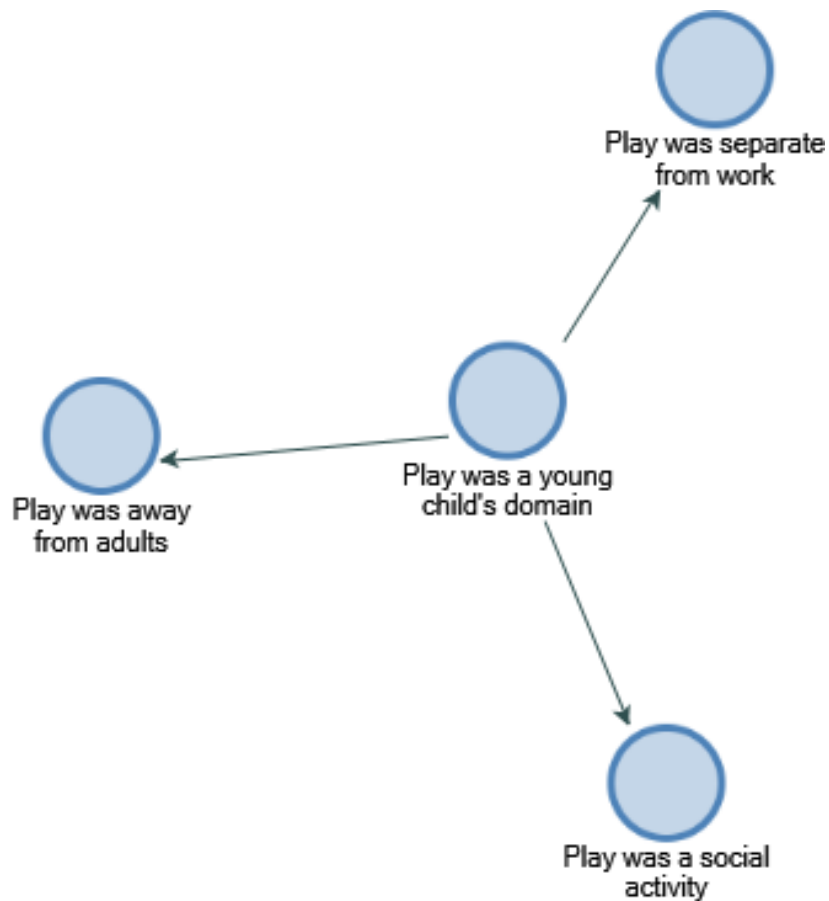 Play was separate
from work
Play was a young
child's domain
Play was away
from adults
Play was a social
activity